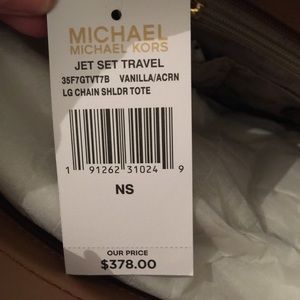 MICHAEL
MICHAEL KORS
JET SET TRAVEL
35F7GTVT7B VANILLA/ACRN
LG CHAIN SHLDR TOTE
1 91262 31024 9
NS
OUR PRICE
$378.00